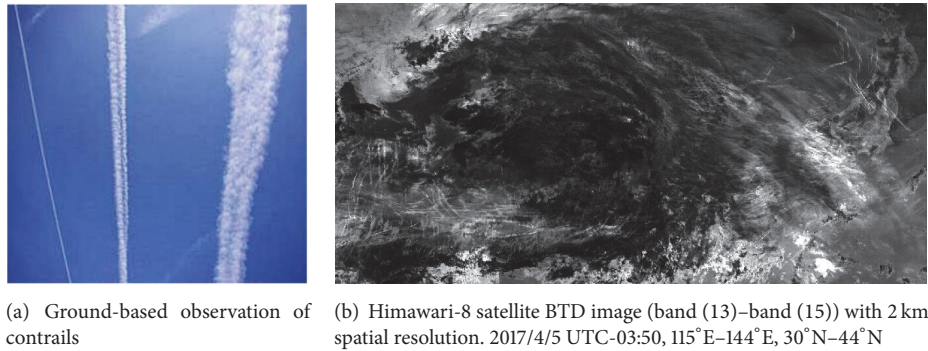 (a) Ground-based observation of contrails
(b) Himawari-8 satellite BTD image (band (13)–band (15)) with 2 km spatial resolution. 2017/4/5 UTC-03:50, 115°E–144°E, 30°N–44°N